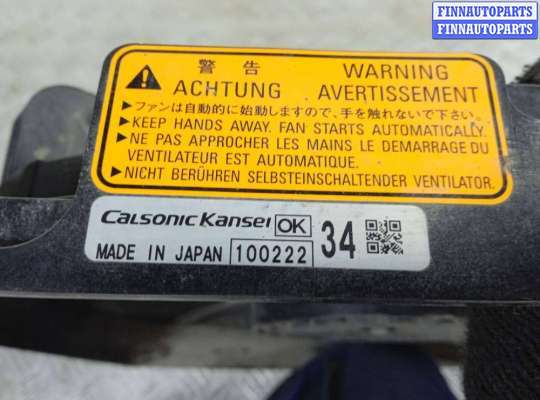 FINNAUTOPARTS
FINNAUTOPARTS
警告 WARNING
ACHTUNG AVERTISSEMENT
▶ファンは自動的に始動しますので、手を触れないで下さい。
▶KEEP HANDS AWAY. FAN STARTS AUTOMATICALLY.
▶NE PAS APPROCHER LES MAINS LE DEMARRAGE DU
VENTILATEUR EST AUTOMATIQUE.
▶NICHT BERÜHREN SELBSTEINSCHALTENDER VENTILATOR.
CALSONIC KANSEI OK 34
MADE IN JAPAN 100222